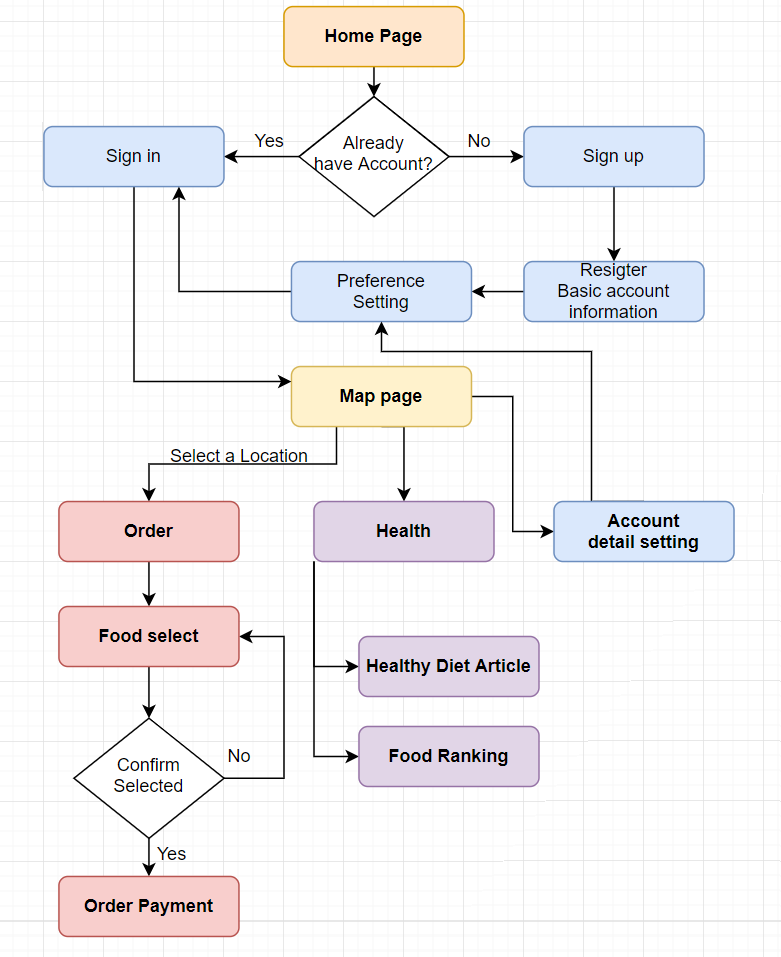 Home Page
Already
have Account?
Yes
No
Sign in
Sign up
Preference
Setting
Resigter
Basic account
information
Map page
Select a Location
Order
Health
Account
detail setting
Food select
Healthy Diet Article
Food Ranking
Confirm
Selected
No
Yes
Order Payment